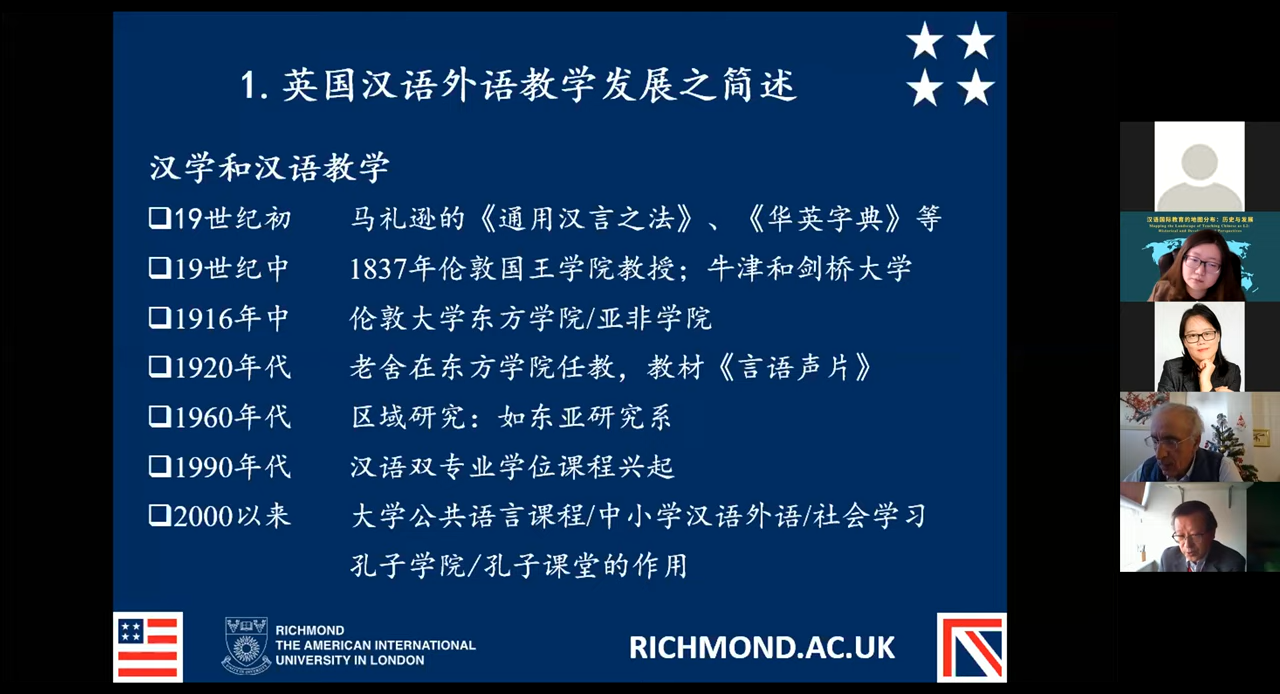 1. 英国汉语外语教学发展之简述
汉学和汉语教学
❑19世纪初 马礼逊的《通用汉言之法》、《华英字典》等
❑19世纪中 1837年伦敦国王学院教授；牛津和剑桥大学
❑1916年中 伦敦大学东方学院/亚非学院
❑1920年代 老舍在东方学院任教，教材《言语声片》
❑1960年代 区域研究：如东亚研究系
❑1990年代 汉语双专业学位课程兴起
❑2000以来 大学公共语言课程/中小学汉语外语/社会学习
孔子学院/孔子课堂的作用
RICHMOND
THE AMERICAN INTERNATIONAL
UNIVERSITY IN LONDON
RICHMOND.AC.UK
汉语国际教育的地图分布：历史与发展
Mapping the Landscape of Teaching Chinese as L2: